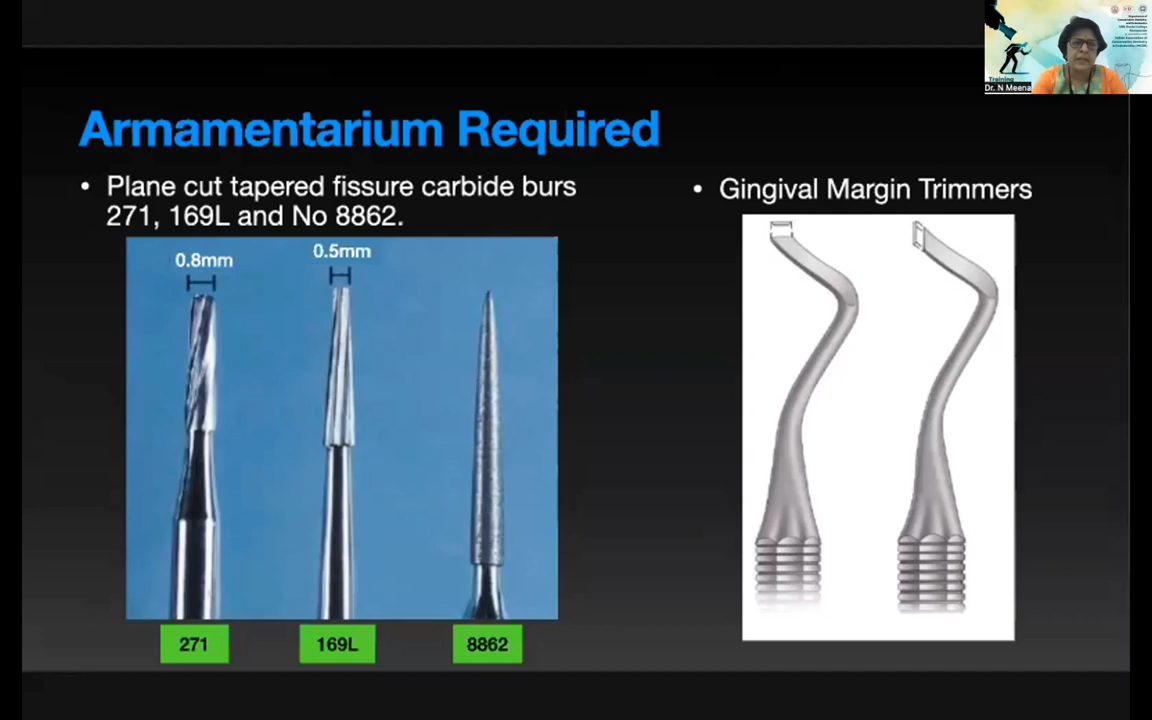 Armamentarium Required
• Plane cut tapered fissure carbide burs
271, 169L and No 8862.
0.8mm
0.5mm
271
169L
8862
• Gingival Margin Trimmers
Training
Dr. N Meena